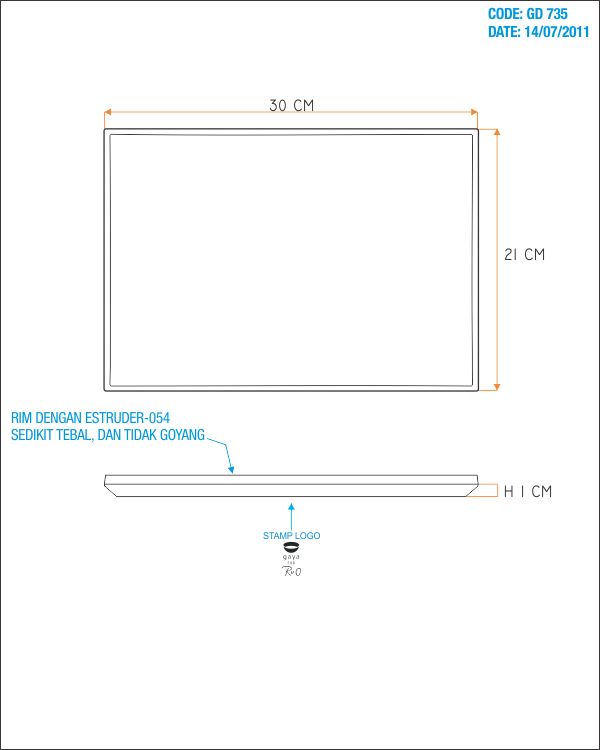 CODE: GD 735
DATE: 14/07/2011
30 CM
21 CM
RIM DENGAN ESTRUDER-054
SEDIKIT TEBAL, DAN TIDAK GOYANG
H 1 CM
STAMP LOGO
gaya